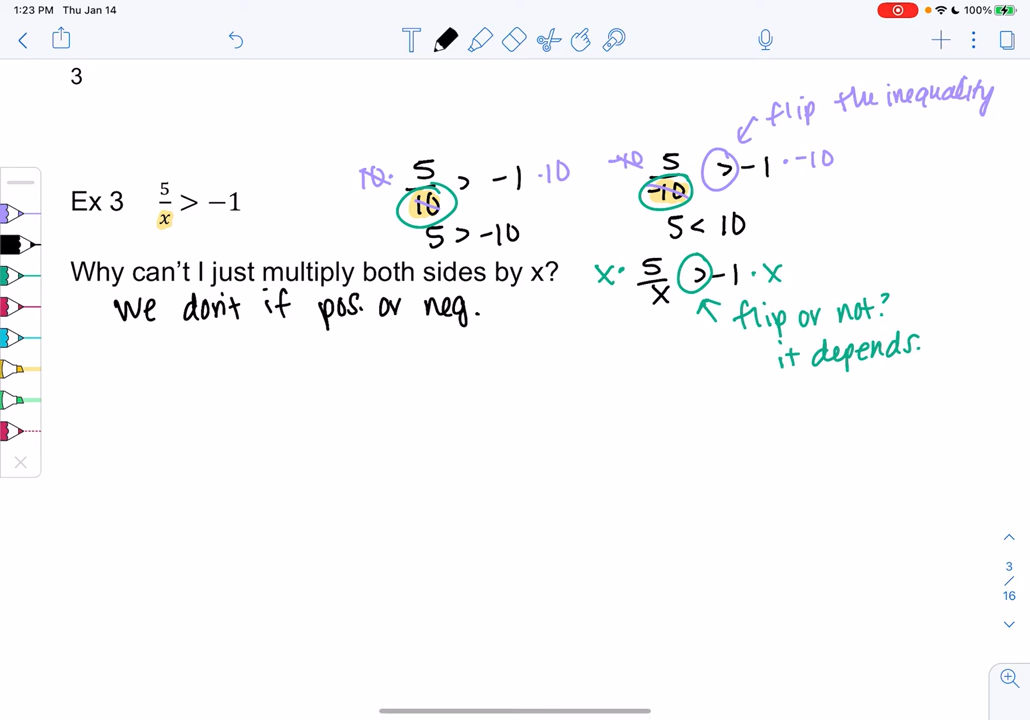 1:23 PM Thu Jan 14
100%
T
3
flip the inequality
10· 5/10 > -1 ·10
-10 5/-10 > -1 · -10
Ex 3 5/x > −1
5 > -10
5 < 10
Why can't I just multiply both sides by x?
x· 5/x > -1 · x
we don't if pos. or neg.
flip or not?
it depends.
3
/
16